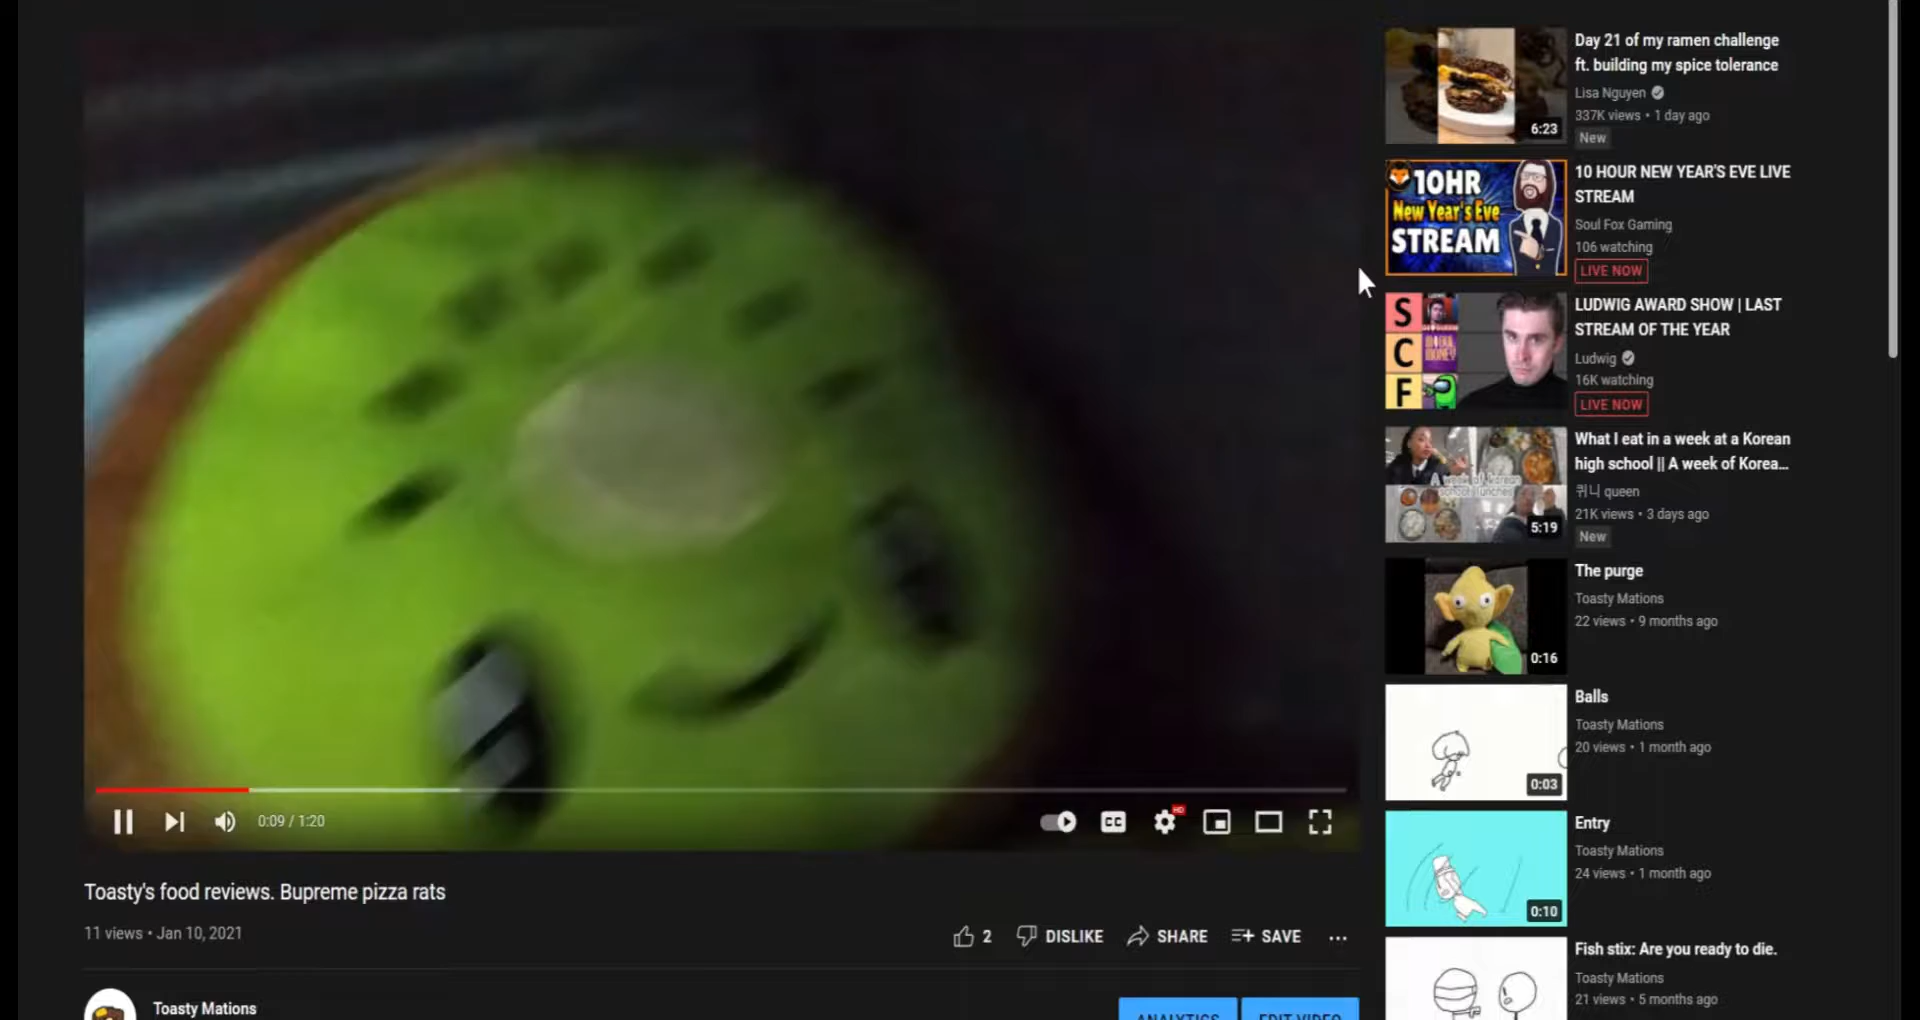 0:09 / 1:20
CC
HD
Toasty's food reviews. Bupreme pizza rats
11 views • Jan 10, 2021
2
DISLIKE
SHARE
SAVE
Toasty Mations
ANALYTICS
EDIT VIDEO
6:23
Day 21 of my ramen challenge
ft. building my spice tolerance
Lisa Nguyen
337K views • 1 day ago
New
10HR
New Year's Eve
STREAM
10 HOUR NEW YEAR'S EVE LIVE
STREAM
Soul Fox Gaming
106 watching
LIVE NOW
S
C
F
LUDWIG AWARD SHOW | LAST
STREAM OF THE YEAR
Ludwig
16K watching
LIVE NOW
A week of Korean
school lunches
5:19
What I eat in a week at a Korean
high school || A week of Korea...
퀴니 queen
21K views • 3 days ago
New
0:16
The purge
Toasty Mations
22 views • 9 months ago
0:03
Balls
Toasty Mations
20 views • 1 month ago
0:10
Entry
Toasty Mations
24 views • 1 month ago
Fish stix: Are you ready to die.
Toasty Mations
21 views • 5 months ago